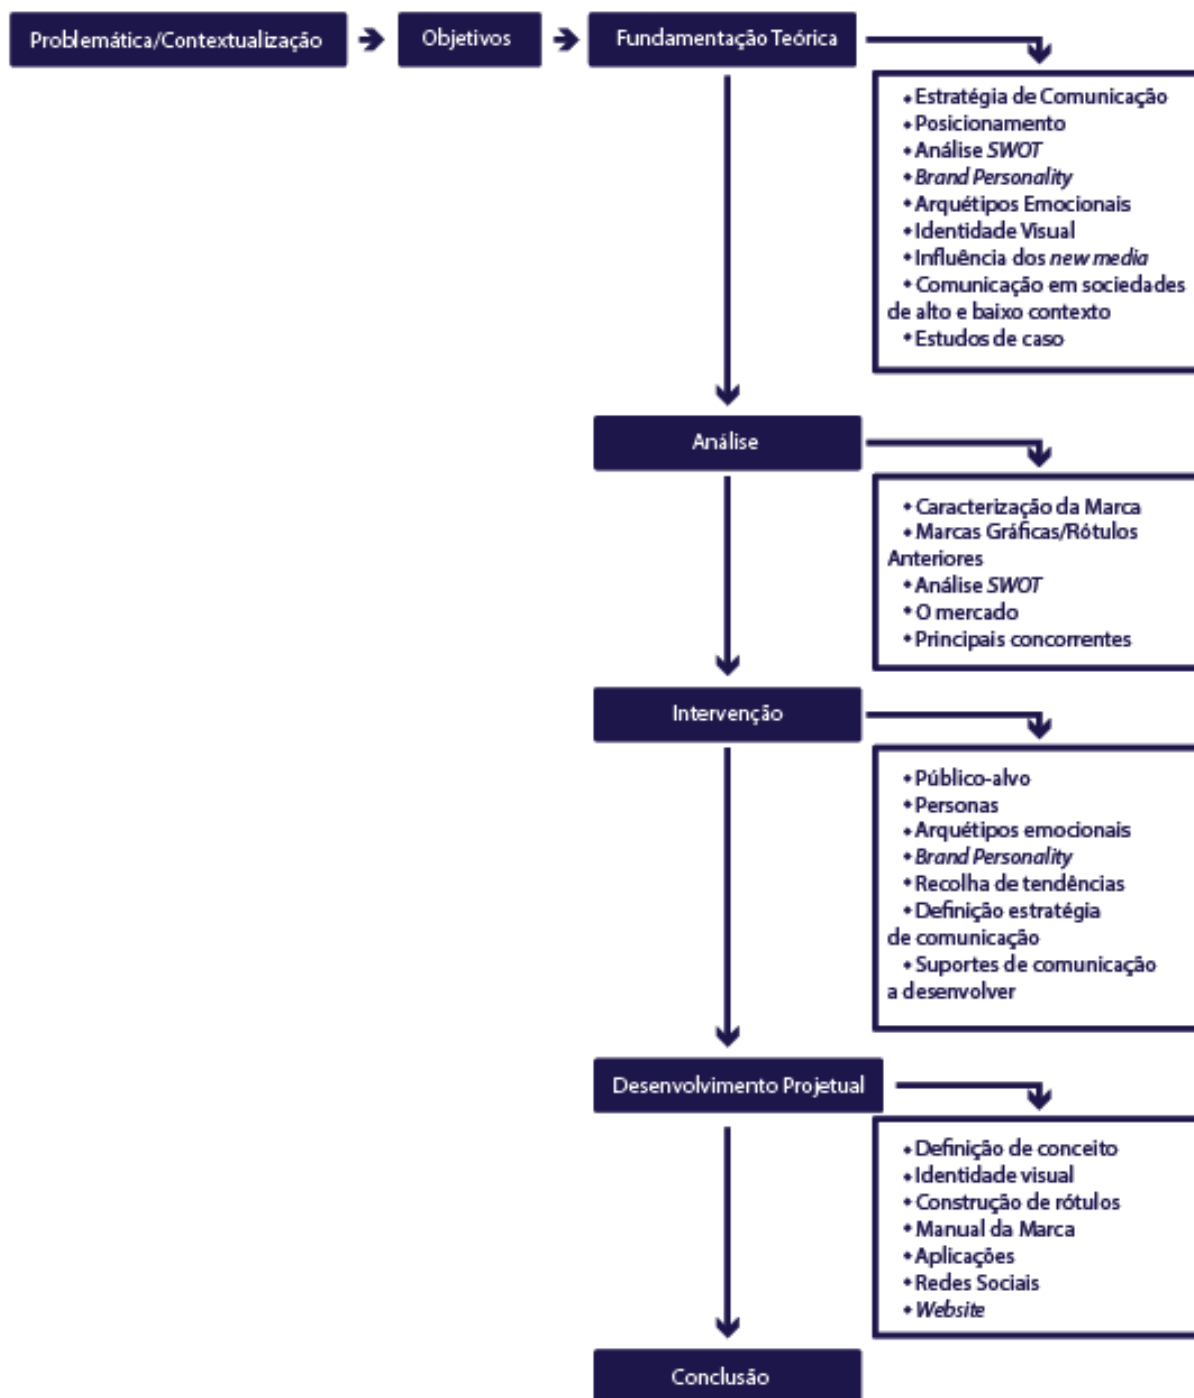 Problemática/Contextualização
Objetivos
Fundamentação Teórica
• Estratégia de Comunicação
• Posicionamento
• Análise SWOT
• Brand Personality
• Arquétipos Emocionais
• Identidade Visual
• Influência dos new media
• Comunicação em sociedades
de alto e baixo contexto
• Estudos de caso
Análise
• Caracterização da Marca
• Marcas Gráficas/Rótulos
Anteriores
• Análise SWOT
• O mercado
• Principais concorrentes
Intervenção
• Público-alvo
• Personas
• Arquétipos emocionais
• Brand Personality
• Recolha de tendências
• Definição estratégia
de comunicação
• Suportes de comunicação
a desenvolver
Desenvolvimento Projetual
• Definição de conceito
• Identidade visual
• Construção de rótulos
• Manual da Marca
• Aplicações
• Redes Sociais
• Website
Conclusão